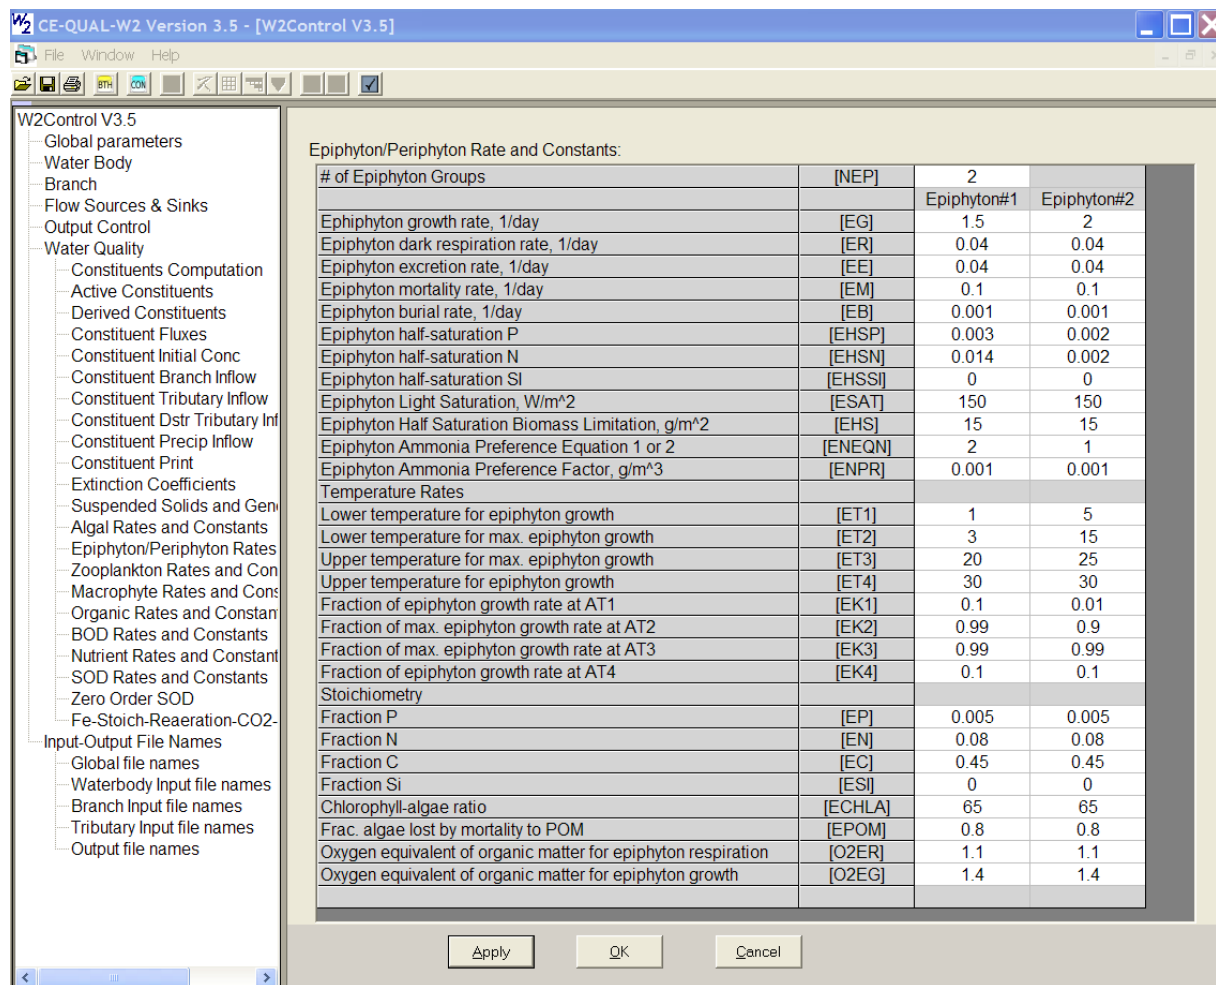 W2 CE-QUAL-W2 Version 3.5 - [W2Control V3.5]
File Window Help
BTH CON
W2Control V3.5
Global parameters
Water Body
Branch
Flow Sources & Sinks
Output Control
Water Quality
Constituents Computation
Active Constituents
Derived Constituents
Constituent Fluxes
Constituent Initial Conc
Constituent Branch Inflow
Constituent Tributary Inflow
Constituent Dstr Tributary Inf
Constituent Precip Inflow
Constituent Print
Extinction Coefficients
Suspended Solids and Gen
Algal Rates and Constants
Epiphyton/Periphyton Rates
Zooplankton Rates and Con
Macrophyte Rates and Cons
Organic Rates and Constan
BOD Rates and Constants
Nutrient Rates and Constant
SOD Rates and Constants
Zero Order SOD
Fe-Stoich-Reaeration-CO2-
Input-Output File Names
Global file names
Waterbody Input file names
Branch Input file names
Tributary Input file names
Output file names
Epiphyton/Periphyton Rate and Constants:
# of Epiphyton Groups [NEP] 2
Epiphyton#1 Epiphyton#2
Ephiphyton growth rate, 1/day [EG] 1.5 2
Epiphyton dark respiration rate, 1/day [ER] 0.04 0.04
Epiphyton excretion rate, 1/day [EE] 0.04 0.04
Epiphyton mortality rate, 1/day [EM] 0.1 0.1
Epiphyton burial rate, 1/day [EB] 0.001 0.001
Epiphyton half-saturation P [EHSP] 0.003 0.002
Epiphyton half-saturation N [EHSN] 0.014 0.002
Epiphyton half-saturation SI [EHSSI] 0 0
Epiphyton Light Saturation, W/m^2 [ESAT] 150 150
Epiphyton Half Saturation Biomass Limitation, g/m^2 [EHS] 15 15
Epiphyton Ammonia Preference Equation 1 or 2 [ENEQN] 2 1
Epiphyton Ammonia Preference Factor, g/m^3 [ENPR] 0.001 0.001
Temperature Rates
Lower temperature for epiphyton growth [ET1] 1 5
Lower temperature for max. epiphyton growth [ET2] 3 15
Upper temperature for max. epiphyton growth [ET3] 20 25
Upper temperature for epiphyton growth [ET4] 30 30
Fraction of epiphyton growth rate at AT1 [EK1] 0.1 0.01
Fraction of max. epiphyton growth rate at AT2 [EK2] 0.99 0.9
Fraction of max. epiphyton growth rate at AT3 [EK3] 0.99 0.99
Fraction of epiphyton growth rate at AT4 [EK4] 0.1 0.1
Stoichiometry
Fraction P [EP] 0.005 0.005
Fraction N [EN] 0.08 0.08
Fraction C [EC] 0.45 0.45
Fraction Si [ESI] 0 0
Chlorophyll-algae ratio [ECHLA] 65 65
Frac. algae lost by mortality to POM [EPOM] 0.8 0.8
Oxygen equivalent of organic matter for epiphyton respiration [O2ER] 1.1 1.1
Oxygen equivalent of organic matter for epiphyton growth [O2EG] 1.4 1.4
Apply OK Cancel